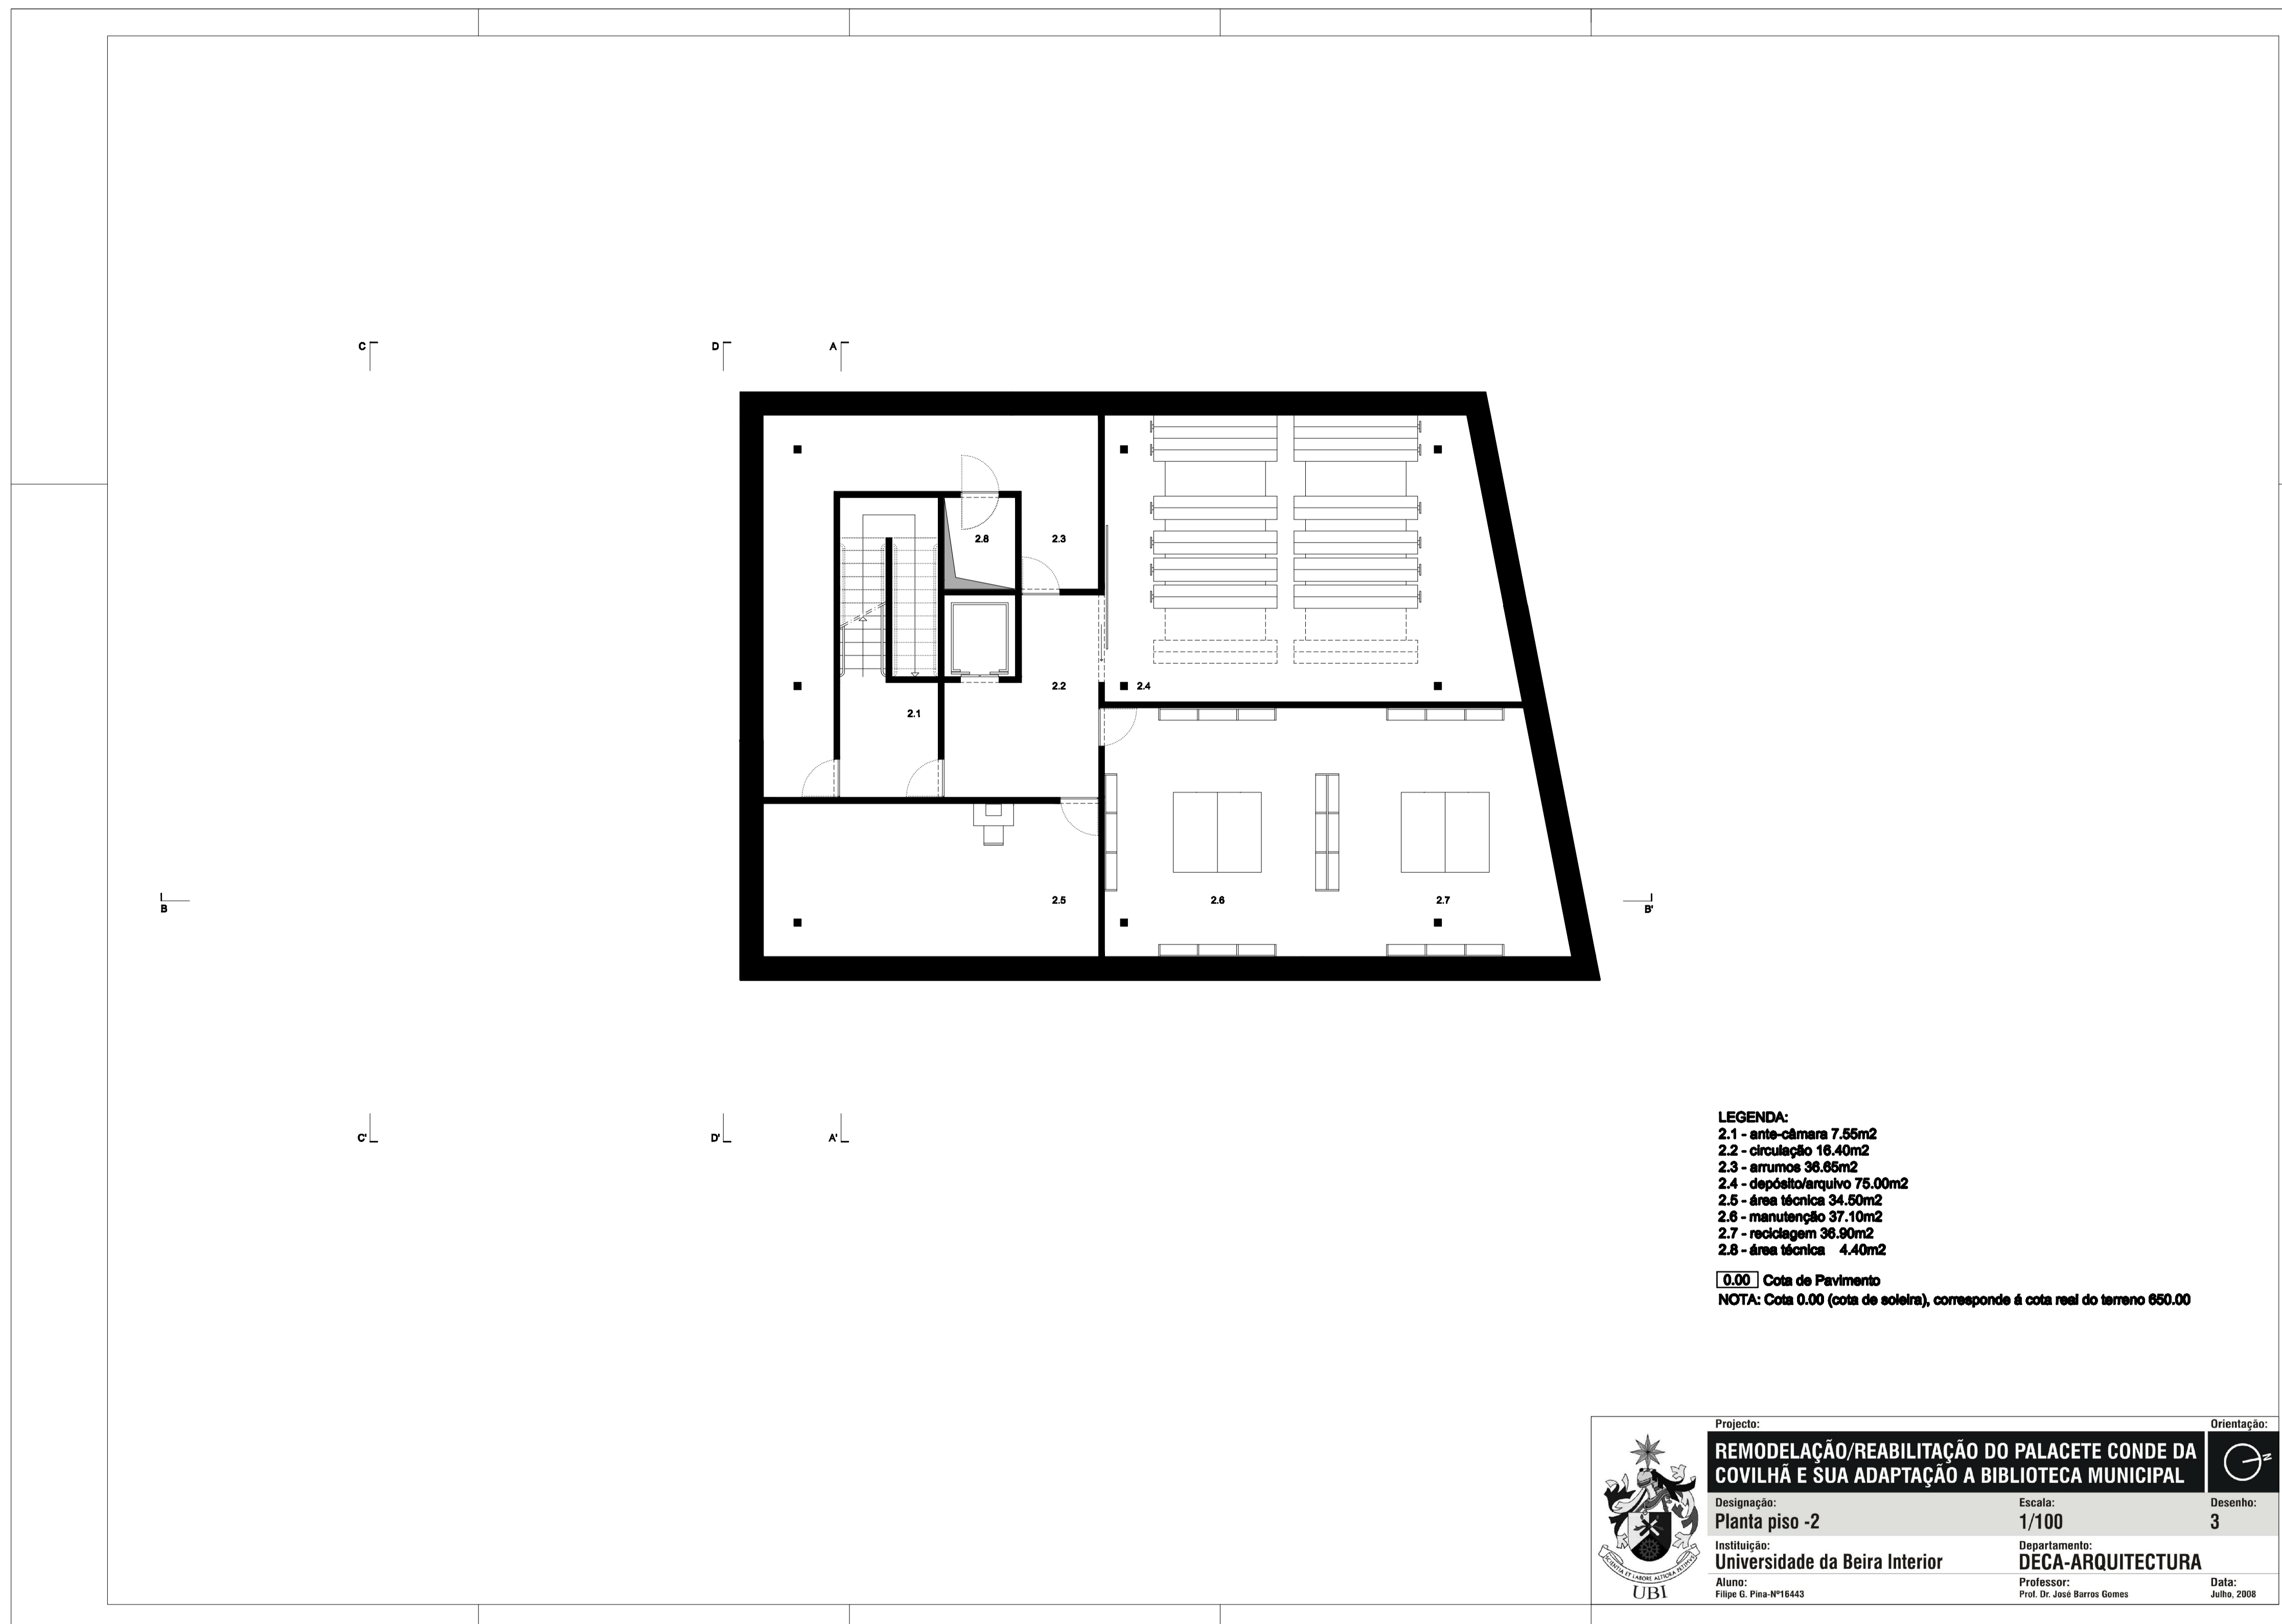 C
D
A
2.8
2.3
2.2
2.4
2.1
2.5
2.6
2.7
B
B'
C'
D'
A'
LEGENDA:
2.1 - ante-câmara 7.55m2
2.2 - circulação 16.40m2
2.3 - arrumos 36.65m2
2.4 - depósito/arquivo 75.00m2
2.5 - área técnica 34.50m2
2.6 - manutenção 37.10m2
2.7 - reciclagem 36.90m2
2.8 - área técnica 4.40m2
0.00 Cota de Pavimento
NOTA: Cota 0.00 (cota de soleira), corresponde á cota real do terreno 650.00
Projecto:
REMODELAÇÃO/REABILITAÇÃO DO PALACETE CONDE DA
COVILHÃ E SUA ADAPTAÇÃO A BIBLIOTECA MUNICIPAL
Orientação:
N
Designação:
Planta piso -2
Escala:
1/100
Desenho:
3
Instituição:
Universidade da Beira Interior
Departamento:
DECA-ARQUITECTURA
Aluno:
Filipe G. Pina-Nº16443
Professor:
Prof. Dr. José Barros Gomes
Data:
Julho, 2008
SCIENTIA ET LABORE ALTIORA PETIMUS
UBI